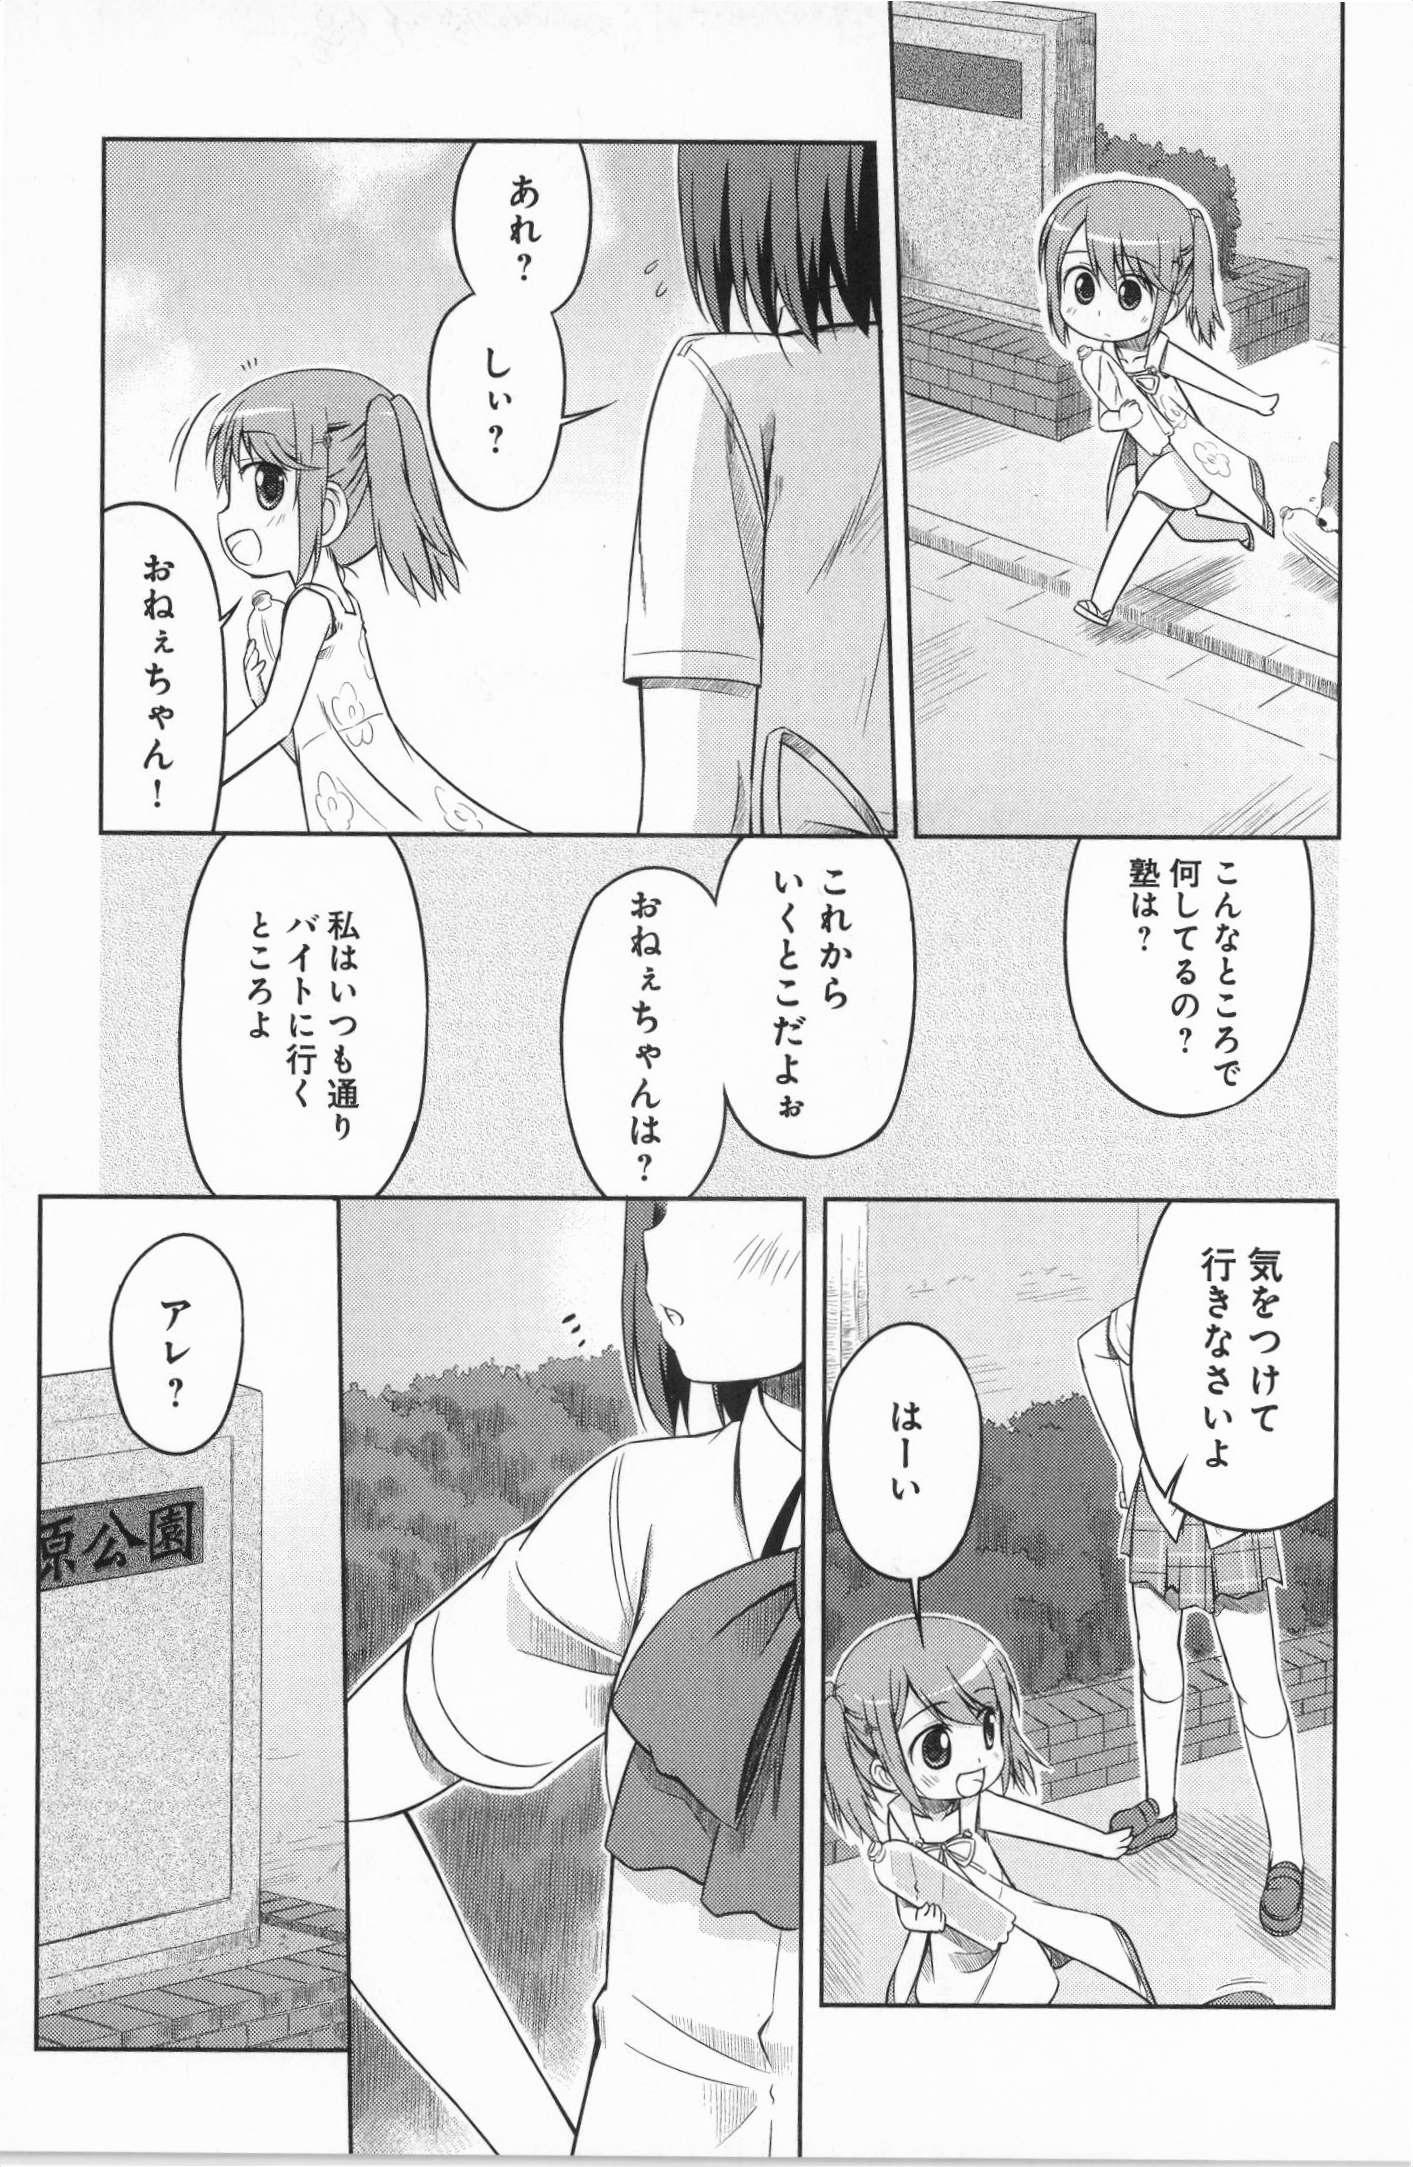 あれ？
しぃ？
おねぇちゃん！
こんなところで
何してるの？
塾は？
これから
いくとこだよぉ
おねぇちゃんは？
私はいつも通り
バイトに行く
ところよ
気をつけて
行きなさいよ
はーい
アレ？
原公園